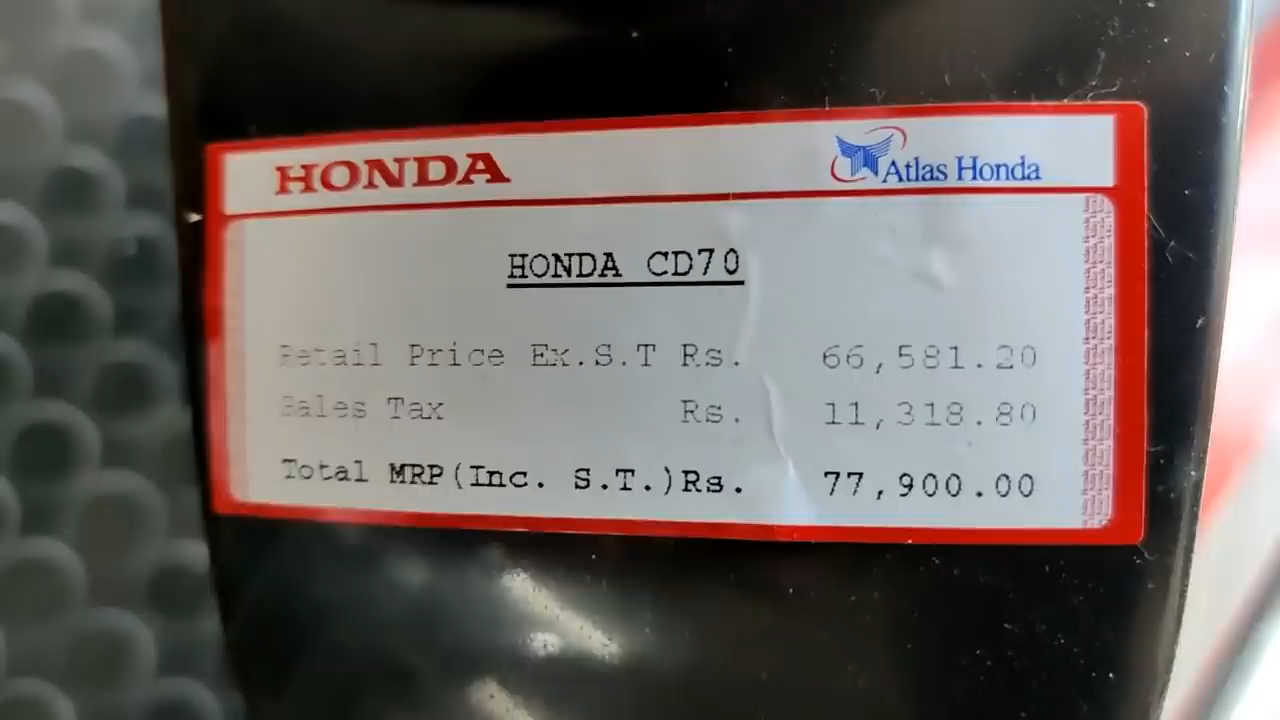 HONDA Atlas Honda
HONDA CD70
Retail Price Ex.S.T Rs. 66,581.20
Sales Tax Rs. 11,318.80
Total MRP(Inc. S.T.)Rs. 77,900.00